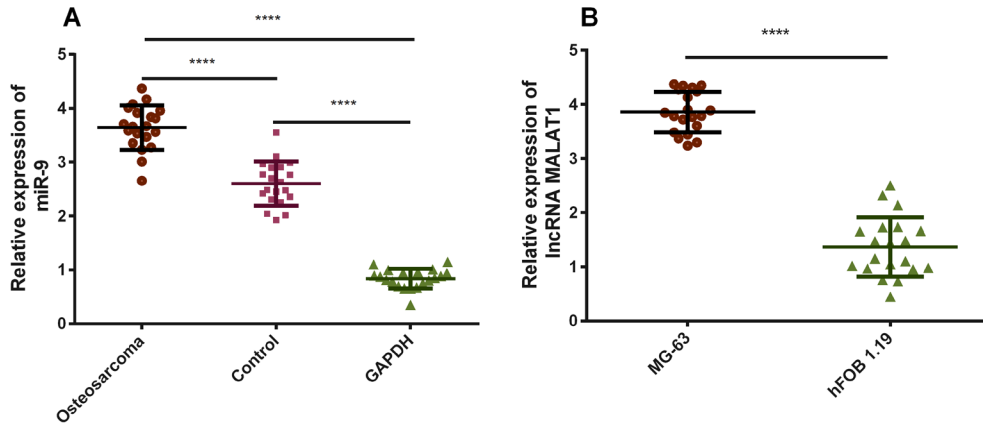 A
****
****
****
Relative expression of
miR-9
5
4
3
2
1
0
Osteosarcoma
Control
GAPDH
B
****
Relative expression of
lncRNA MALAT1
5
4
3
2
1
0
MG-63
hFOB 1.19